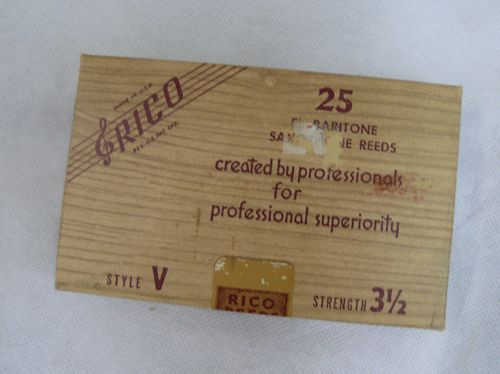 MADE IN U.S.A.
RICO
REG. U.S. PAT. OFF.
25
BARITONE
REEDS
created by professionals
for
professional superiority
STYLE V
RICO
REEDS
STRENGTH 3½